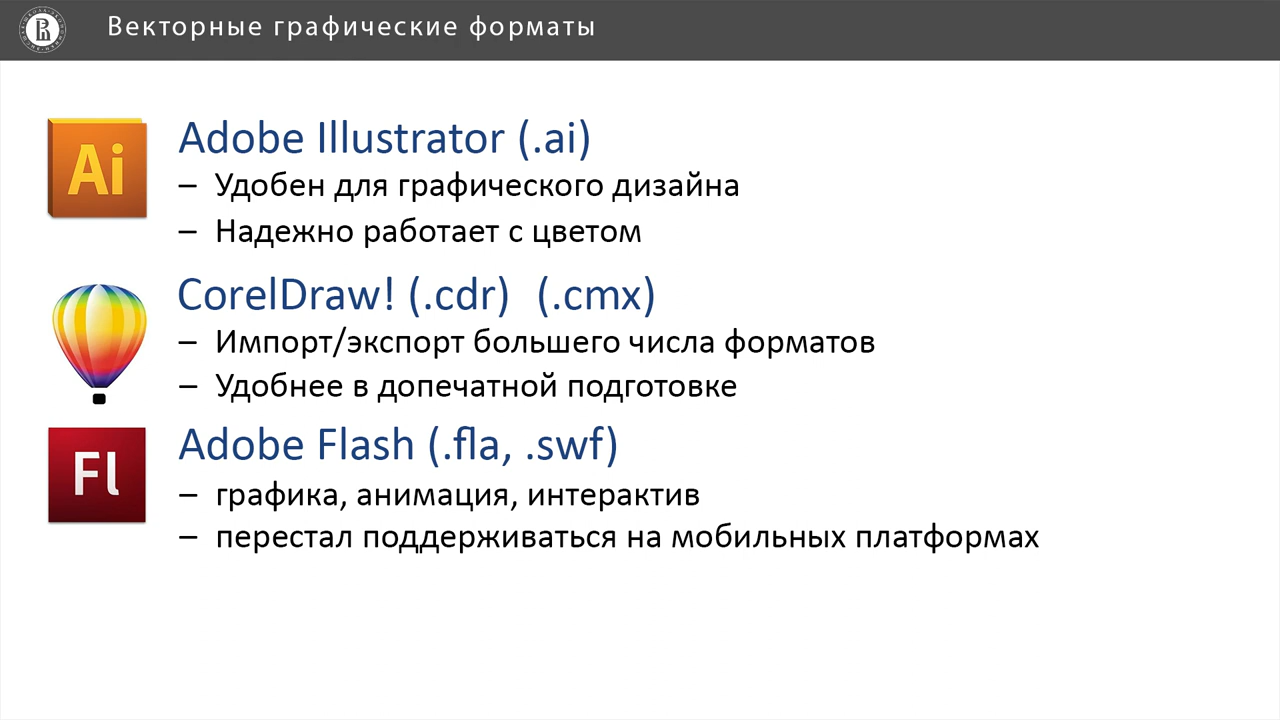 Векторные графические форматы
Ai
Adobe Illustrator (.ai)
– Удобен для графического дизайна
– Надежно работает с цветом
CorelDraw! (.cdr) (.cmx)
– Импорт/экспорт большего числа форматов
– Удобнее в допечатной подготовке
Fl
Adobe Flash (.fla, .swf)
– графика, анимация, интерактив
– перестал поддерживаться на мобильных платформах